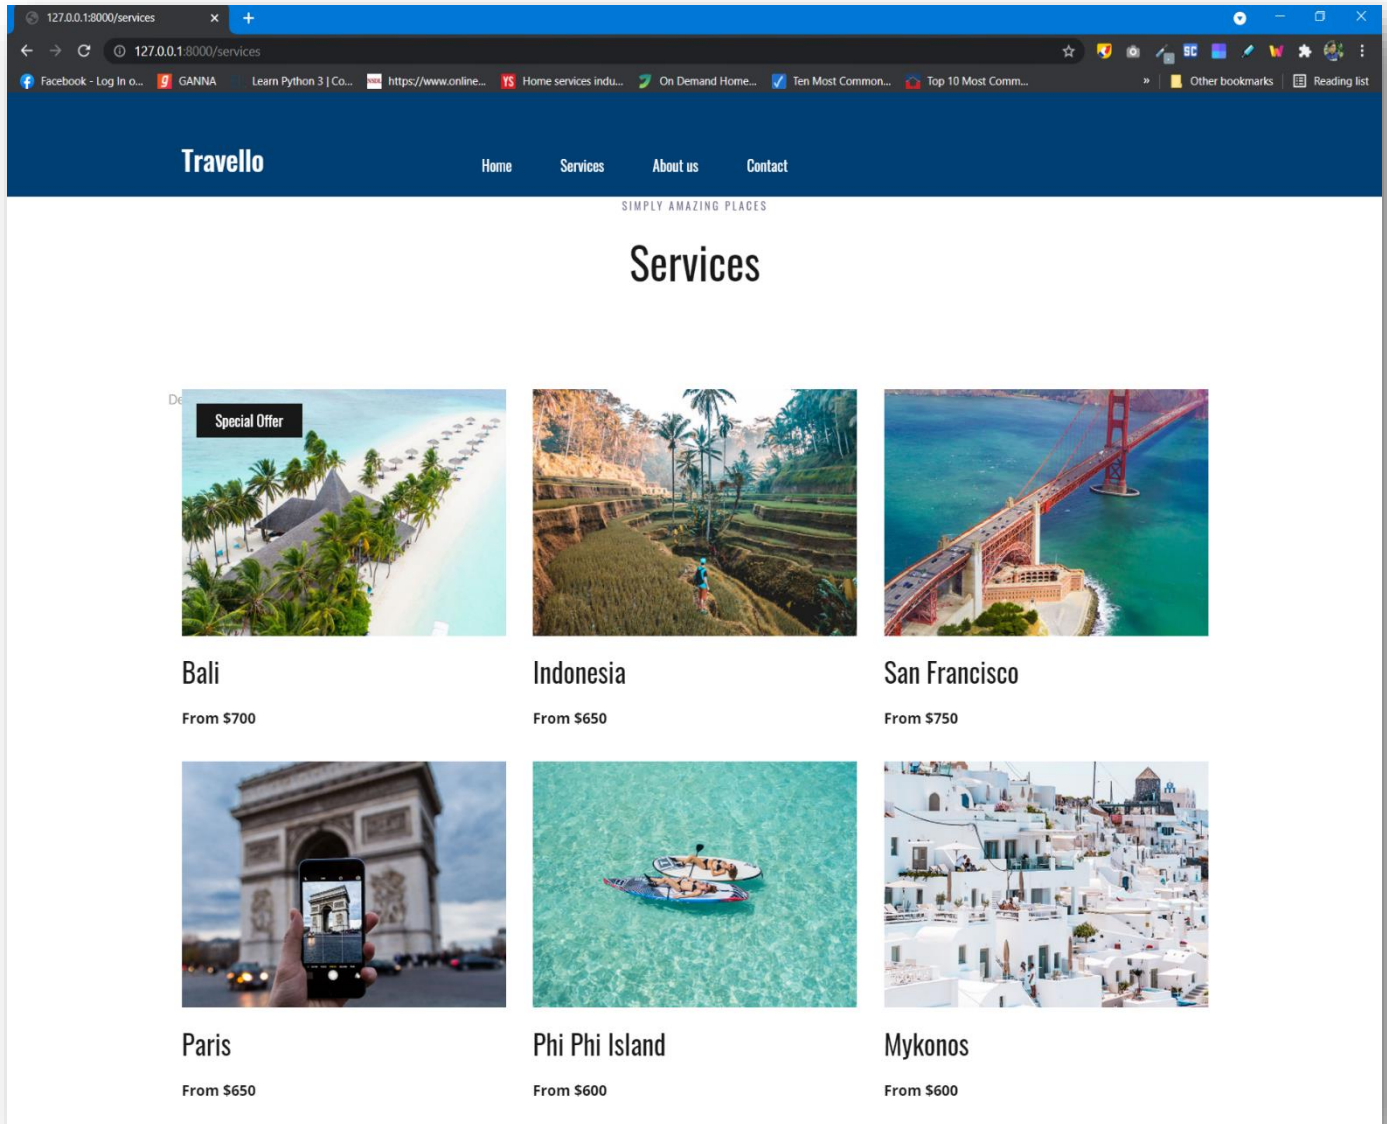 127.0.0.1:8000/services
127.0.0.1:8000/services
Facebook - Log In o... GANNA Learn Python 3 | Co... https://www.online... YS Home services indu... On Demand Home... Ten Most Common... Top 10 Most Comm... » Other bookmarks Reading list
Travello Home Services About us Contact
SIMPLY AMAZING PLACES
Services
De
Special Offer
Bali Indonesia San Francisco
From $700 From $650 From $750
Paris Phi Phi Island Mykonos
From $650 From $600 From $600